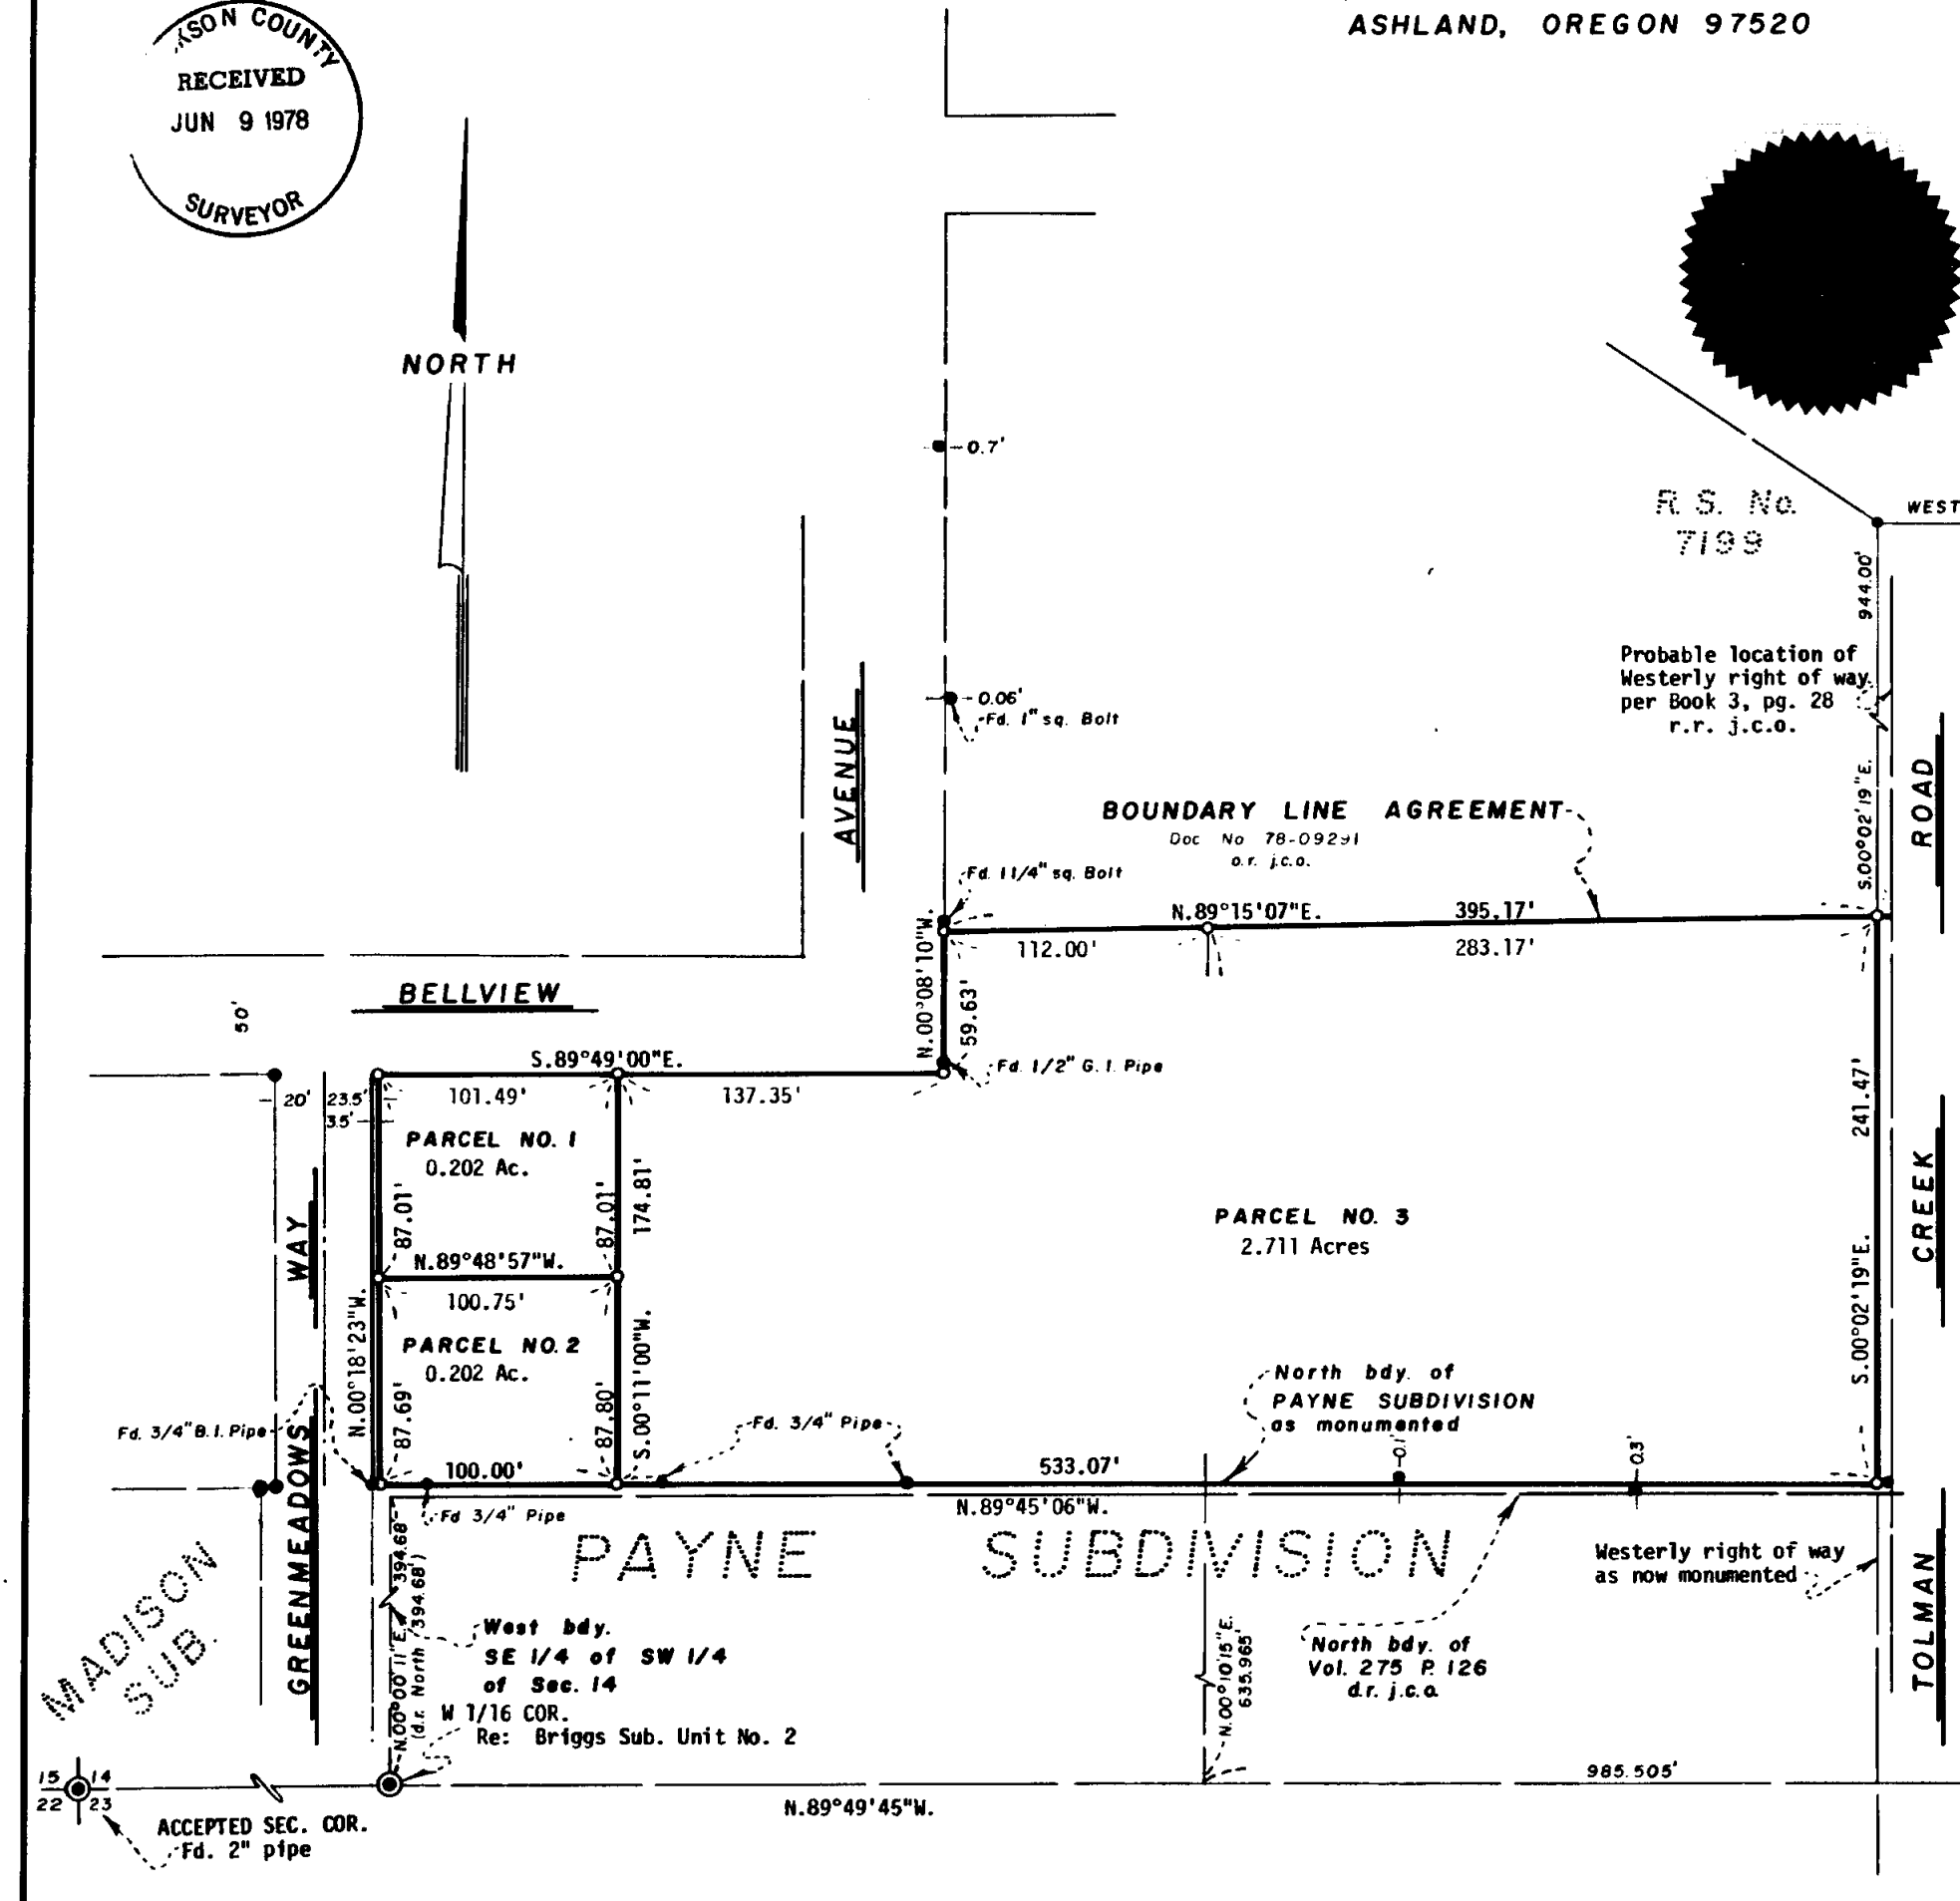 ASHLAND, OREGON 97520
KSON COUNTY
RECEIVED
JUN 9 1978
SURVEYOR
NORTH
0.7'
R. S. No.
7199
WEST
944.00'
Probable location of
Westerly right of way
per Book 3, pg. 28
r.r. j.c.o.
0.06'
Fd. 1" sq. Bolt
AVENUE
S.00°02'19"E.
ROAD
BOUNDARY LINE AGREEMENT
Doc No 78-09291
o.r. j.c.o.
Fd. 1 1/4" sq. Bolt
N.89°15'07"E.
395.17'
112.00'
283.17'
N.00°08'10"W.
59.63'
BELLVIEW
50'
S.89°49'00"E.
Fd. 1/2" G. I. Pipe
20'
23.5'
3.5'
101.49'
137.35'
PARCEL NO. 1
0.202 Ac.
87.01'
87.01'
174.81'
241.47'
CREEK
WAY
PARCEL NO. 3
2.711 Acres
N.89°48'57"W.
100.75'
PARCEL NO. 2
0.202 Ac.
N.00°18'23"W.
87.69'
87.80'
S.00°11'00"W.
S.00°02'19"E.
North bdy. of
PAYNE SUBDIVISION
as monumented
Fd. 3/4" B.I. Pipe
Fd. 3/4" Pipe
0.1'
0.3'
100.00'
533.07'
N.89°45'06"W.
Fd 3/4" Pipe
PAYNE SUBDIVISION
GREENMEADOWS
MADISON
SUB.
394.68'
N.00°00'11"E.
(d.r. North 394.68')
West bdy.
SE 1/4 of SW 1/4
of Sec. 14
W 1/16 COR.
Re: Briggs Sub. Unit No. 2
N.00°10'15"E.
635.965'
North bdy. of
Vol. 275 P. 126
d.r. j.c.o.
Westerly right of way
as now monumented
TOLMAN
15 14
22 23
985.505'
N.89°49'45"W.
ACCEPTED SEC. COR.
Fd. 2" pipe